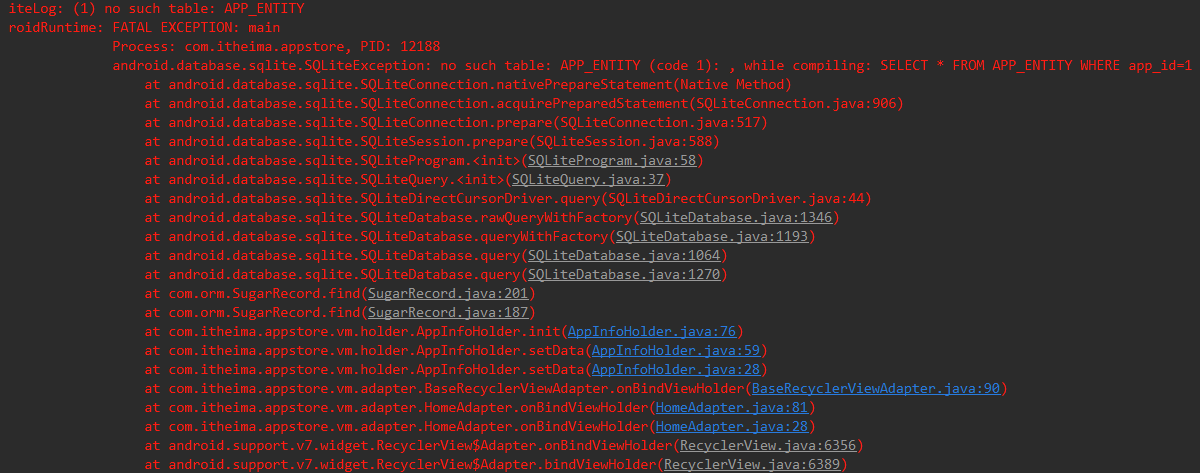 iteLog: (1) no such table: APP_ENTITY
roidRuntime: FATAL EXCEPTION: main
Process: com.itheima.appstore, PID: 12188
android.database.sqlite.SQLiteException: no such table: APP_ENTITY (code 1): , while compiling: SELECT * FROM APP_ENTITY WHERE app_id=1
at android.database.sqlite.SQLiteConnection.nativePrepareStatement(Native Method)
at android.database.sqlite.SQLiteConnection.acquirePreparedStatement(SQLiteConnection.java:906)
at android.database.sqlite.SQLiteConnection.prepare(SQLiteConnection.java:517)
at android.database.sqlite.SQLiteSession.prepare(SQLiteSession.java:588)
at android.database.sqlite.SQLiteProgram.<init>(SQLiteProgram.java:58)
at android.database.sqlite.SQLiteQuery.<init>(SQLiteQuery.java:37)
at android.database.sqlite.SQLiteDirectCursorDriver.query(SQLiteDirectCursorDriver.java:44)
at android.database.sqlite.SQLiteDatabase.rawQueryWithFactory(SQLiteDatabase.java:1346)
at android.database.sqlite.SQLiteDatabase.queryWithFactory(SQLiteDatabase.java:1193)
at android.database.sqlite.SQLiteDatabase.query(SQLiteDatabase.java:1064)
at android.database.sqlite.SQLiteDatabase.query(SQLiteDatabase.java:1270)
at com.orm.SugarRecord.find(SugarRecord.java:201)
at com.orm.SugarRecord.find(SugarRecord.java:187)
at com.itheima.appstore.vm.holder.AppInfoHolder.init(AppInfoHolder.java:76)
at com.itheima.appstore.vm.holder.AppInfoHolder.setData(AppInfoHolder.java:59)
at com.itheima.appstore.vm.holder.AppInfoHolder.setData(AppInfoHolder.java:28)
at com.itheima.appstore.vm.adapter.BaseRecyclerViewAdapter.onBindViewHolder(BaseRecyclerViewAdapter.java:90)
at com.itheima.appstore.vm.adapter.HomeAdapter.onBindViewHolder(HomeAdapter.java:81)
at com.itheima.appstore.vm.adapter.HomeAdapter.onBindViewHolder(HomeAdapter.java:28)
at android.support.v7.widget.RecyclerView$Adapter.onBindViewHolder(RecyclerView.java:6356)
at android.support.v7.widget.RecyclerView$Adapter.bindViewHolder(RecyclerView.java:6389)